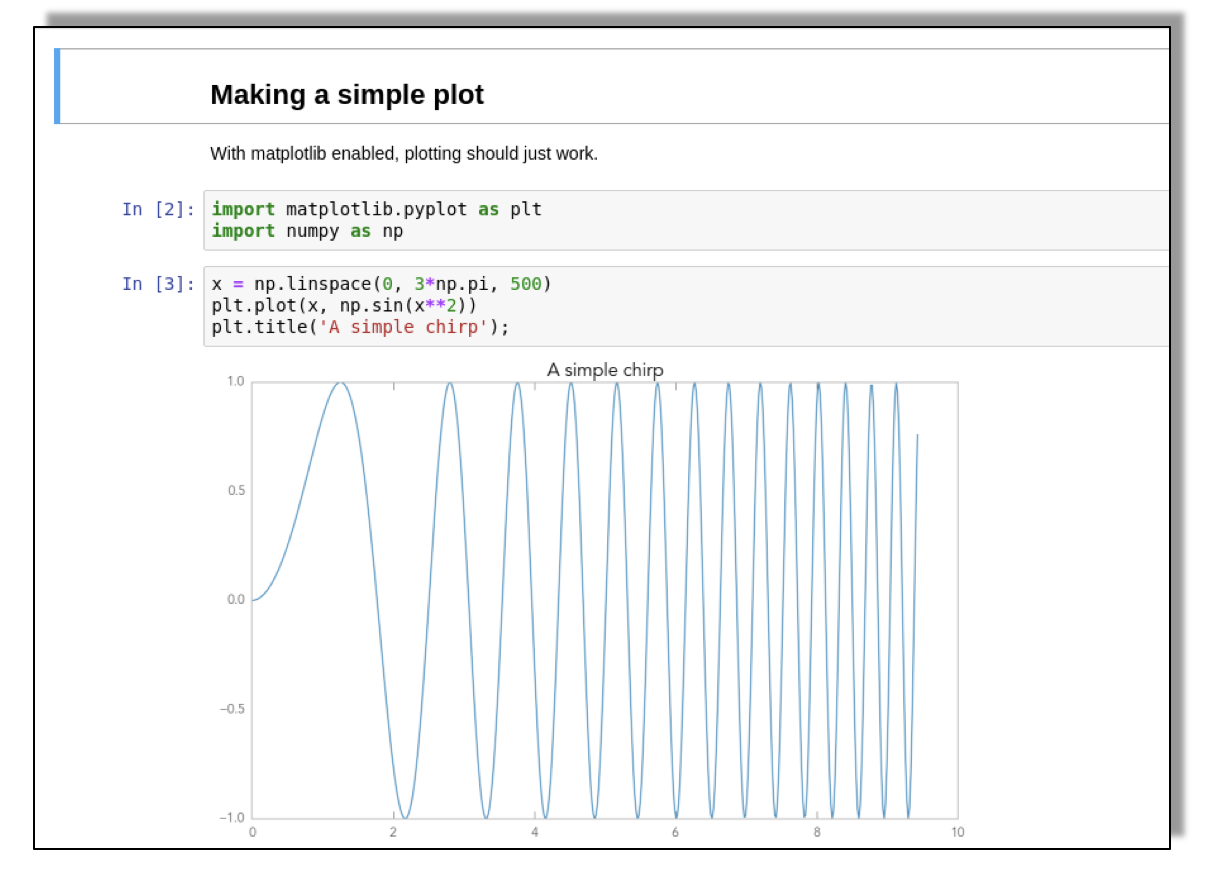 Making a simple plot
With matplotlib enabled, plotting should just work.
In [2]: import matplotlib.pyplot as plt
import numpy as np
In [3]: x = np.linspace(0, 3*np.pi, 500)
plt.plot(x, np.sin(x**2))
plt.title('A simple chirp');
A simple chirp
1.0
0.5
0.0
−0.5
−1.0
0 2 4 6 8 10